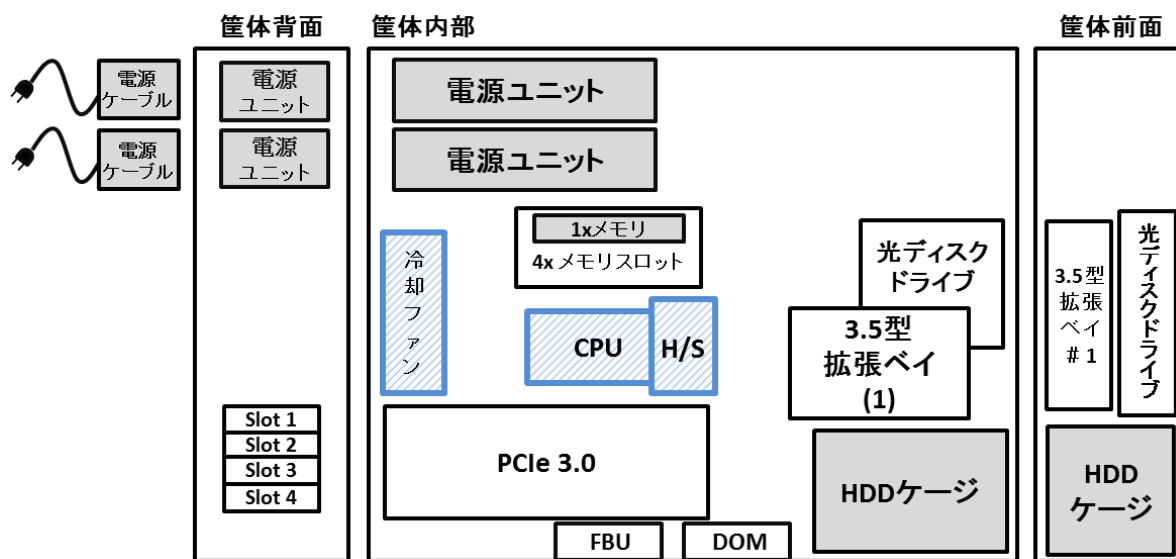 筐体背面
筐体内部
筐体前面
電源
ケーブル
電源
ケーブル
電源
ユニット
電源
ユニット
電源ユニット
電源ユニット
1xメモリ
4xメモリスロット
冷却ファン
CPU
H/S
光ディスク
ドライブ
3.5型
拡張ベイ
(1)
PCIe 3.0
HDDケージ
FBU
DOM
Slot 1
Slot 2
Slot 3
Slot 4
3.5型
拡張
ベイ
#1
光ディスクドライブ
HDD
ケージ